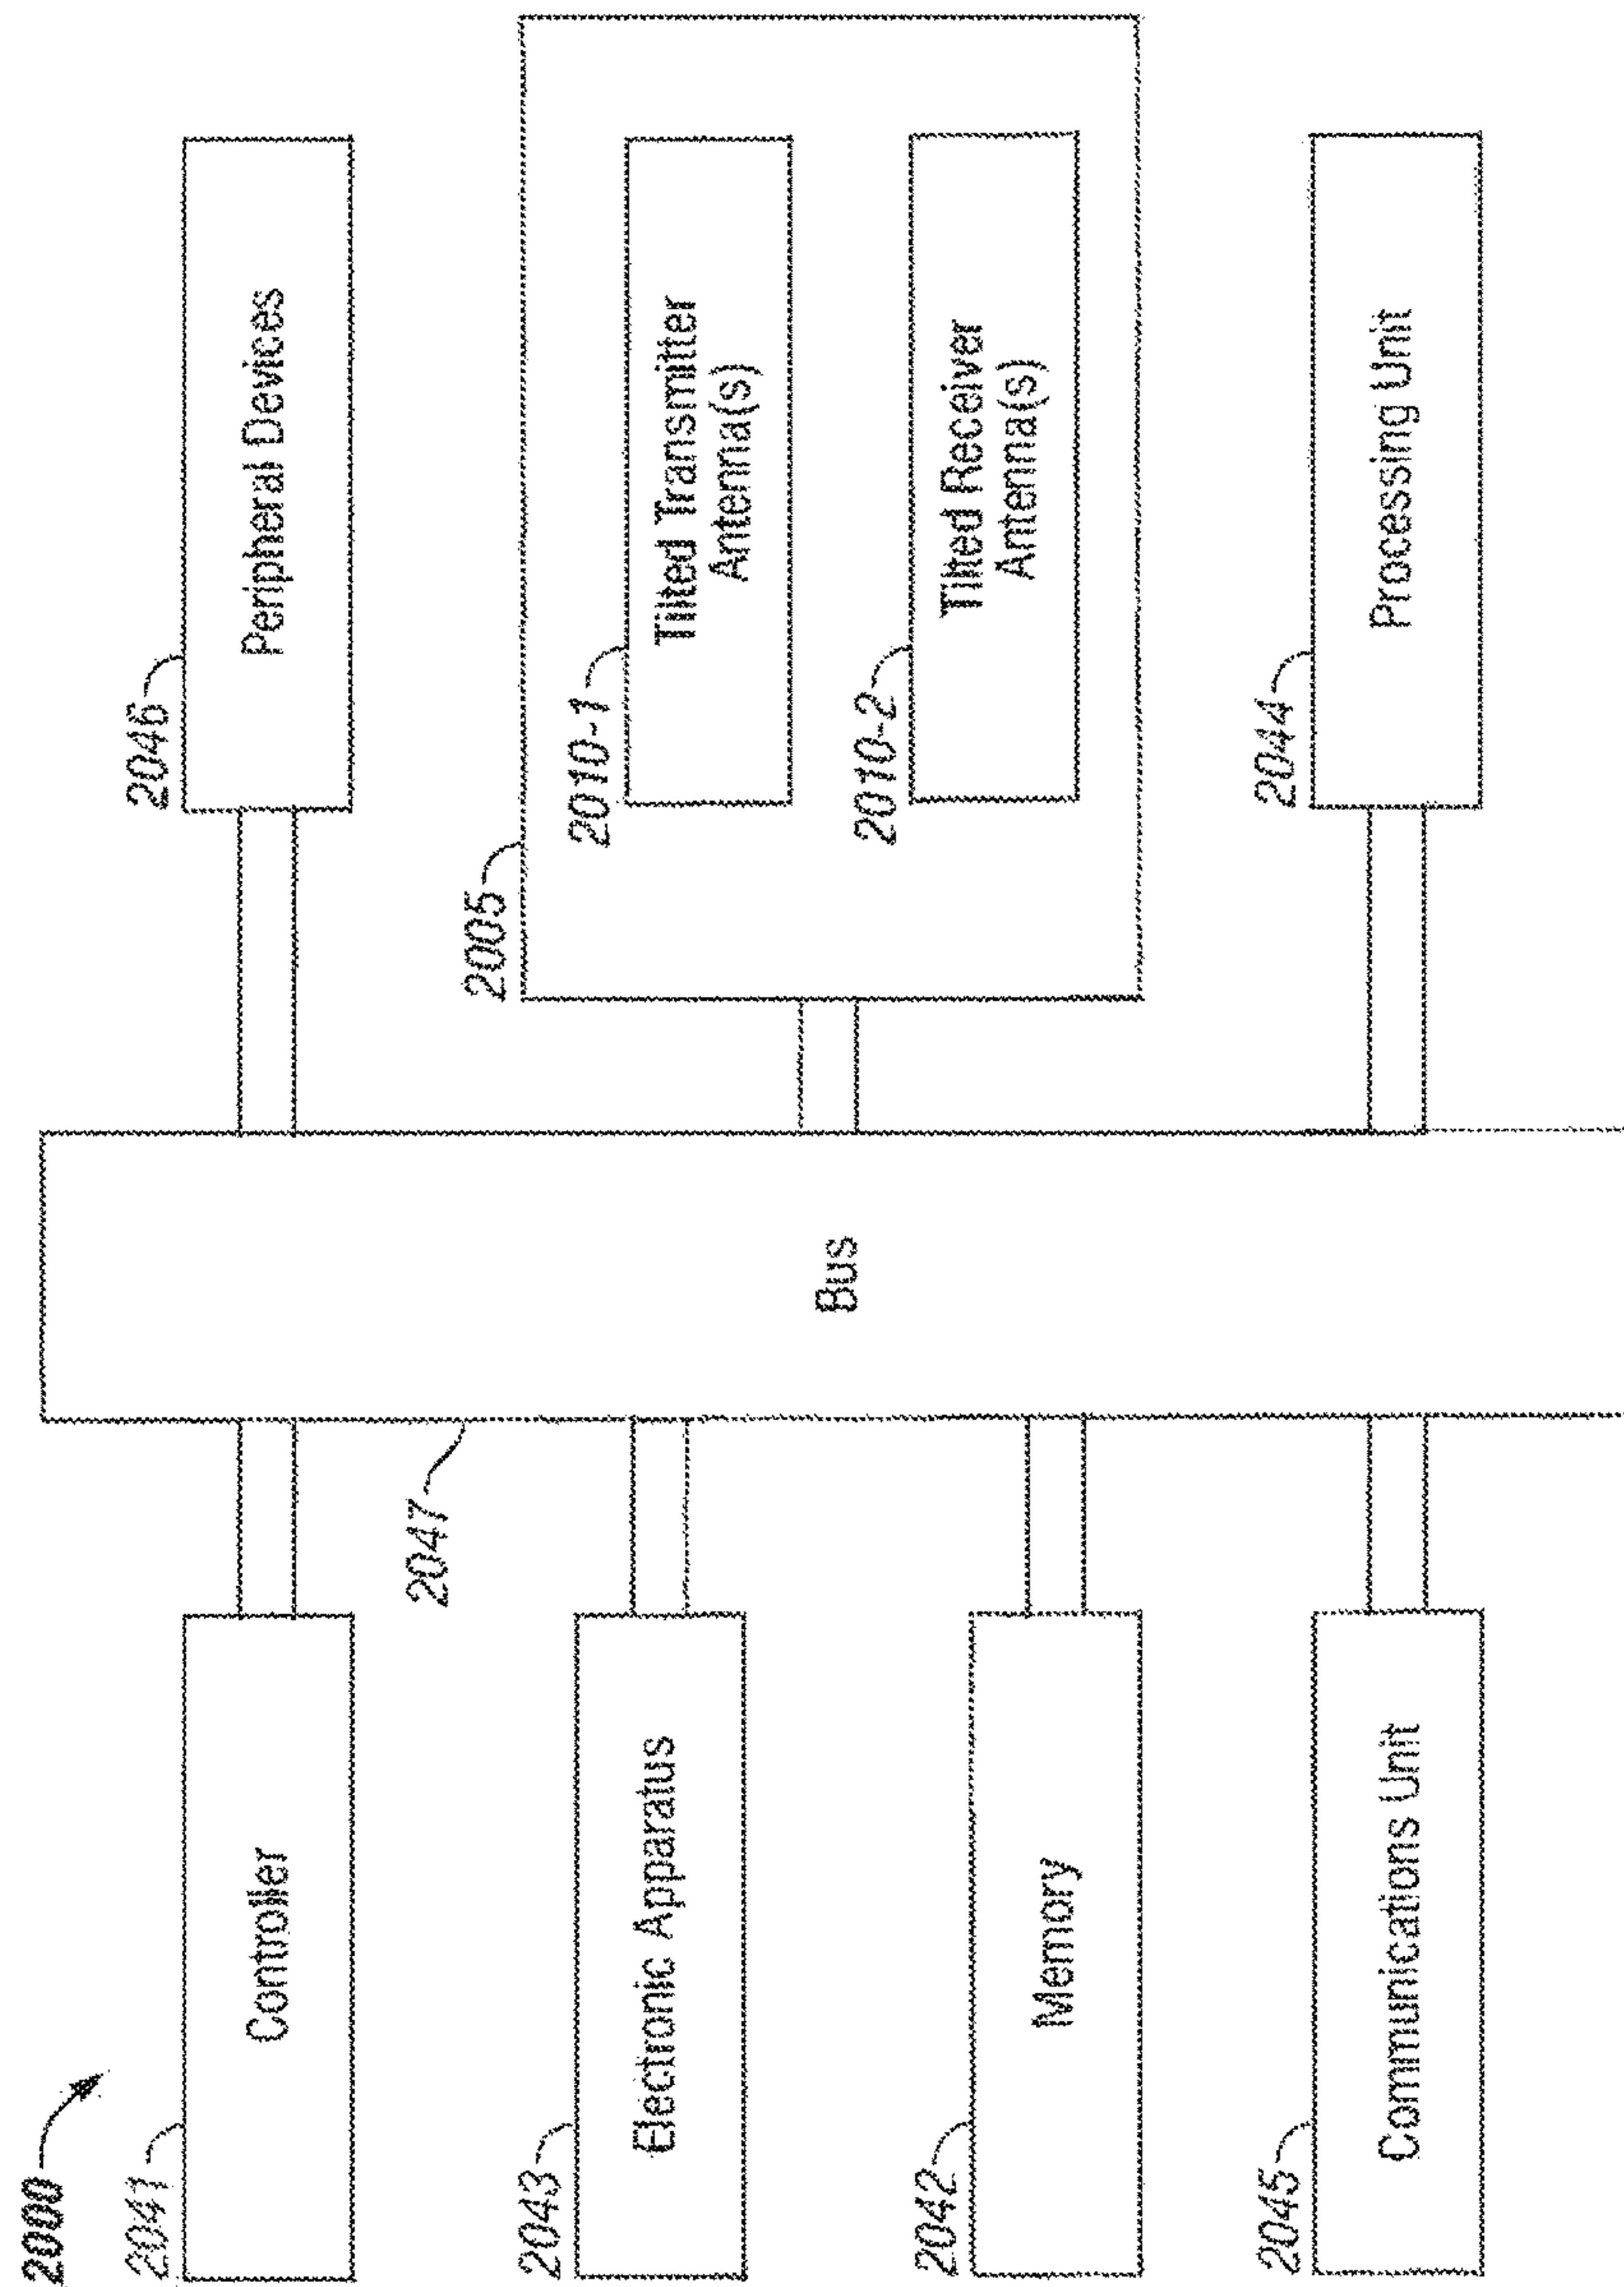 2000
2041
Controller
2043
Electronic Apparatus
2042
Memory
2045
Communications Unit
2047
Bus
2046
Peripheral Devices
2005
2010-1
Tilted Transmitter
Antenna(s)
2010-2
Tilted Receiver
Antenna(s)
2044
Processing Unit